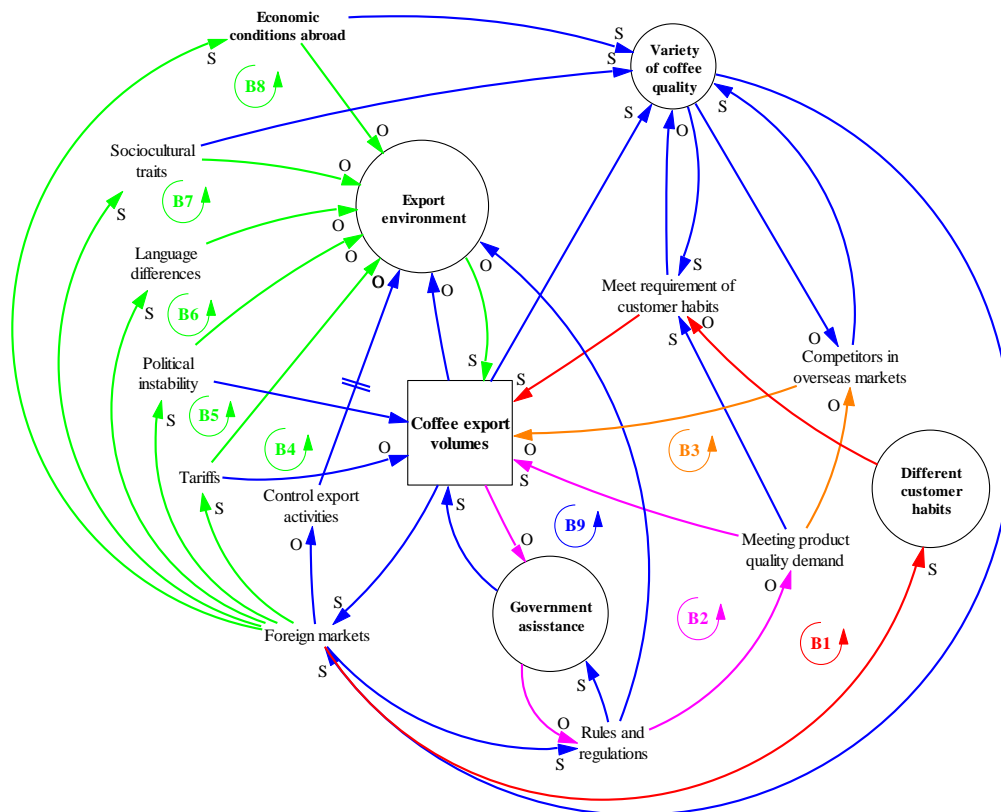 Economic
conditions abroad
S
S
S
Variety
of coffee
quality
B8
O
S
S
O
Sociocultural
traits
O
O
S
B7
Export
environment
O
O
Language
differences
O
O
O
O
S
S
B6
Meet requirement of
customer habits
S
O
O
Political
instability
S
S
Competitors in
overseas markets
S
B5
Coffee export
volumes
O
O
O
B4
B3
S
Tariffs
S
Control export
activities
S
Different
customer
habits
O
O
B9
Meeting product
quality demand
O
S
Government
asisstance
S
B2
Foreign markets
B1
S
S
O
Rules and
regulations
S